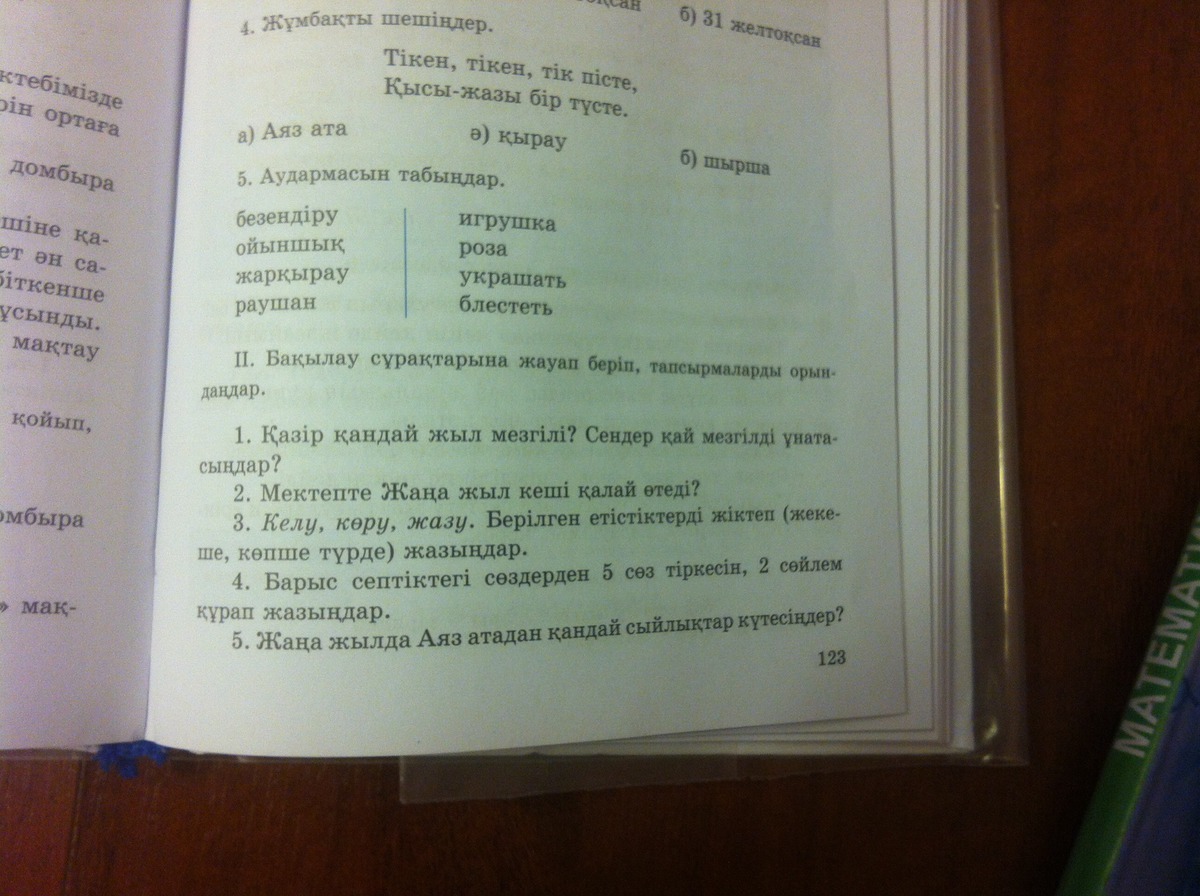 ктебімізде
рін ортаға
домбыра
шіне қа-
ет ән са-
біткенше
ұсынды.
мақтау
қойып,
омбыра
» мақ-
б) 31 желтоқсан
4. Жұмбақты шешіңдер.
Тікен, тікен, тік пісте,
Қысы-жазы бір түсте.
а) Аяз ата ә) қырау б) шырша
5. Аудармасын табыңдар.
безендіру игрушка
ойыншық роза
жарқырау украшать
раушан блестеть
II. Бақылау сұрақтарына жауап беріп, тапсырмаларды орын-
даңдар.
1. Қазір қандай жыл мезгілі? Сендер қай мезгілді ұната-
сыңдар?
2. Мектепте Жаңа жыл кеші қалай өтеді?
3. Келу, көру, жазу. Берілген етістіктерді жіктеп (жеке-
ше, көпше түрде) жазыңдар.
4. Барыс септіктегі сөздерден 5 сөз тіркесін, 2 сөйлем
құрап жазыңдар.
5. Жаңа жылда Аяз атадан қандай сыйлықтар күтесіңдер?
123
МАТЕМАТИ